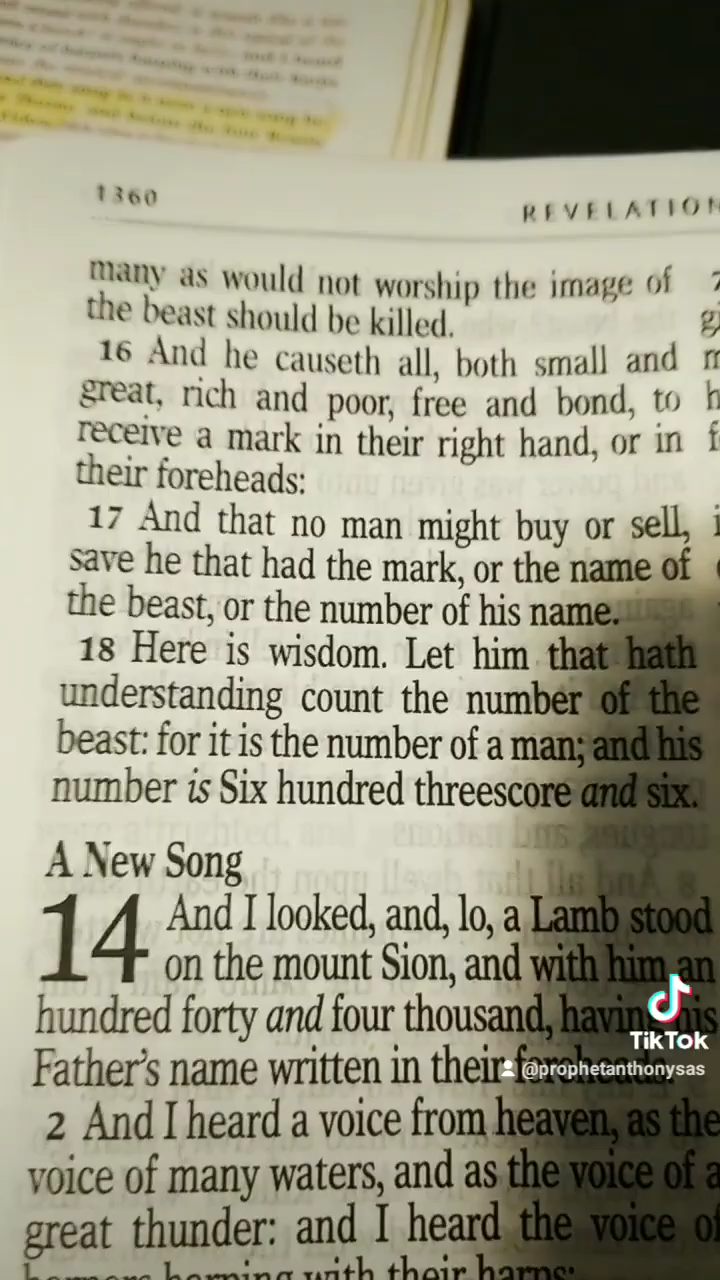 1360
REVELATION
many as would not worship the image of
the beast should be killed.
16 And he causeth all, both small and
great, rich and poor, free and bond, to
receive a mark in their right hand, or in
their foreheads:
17 And that no man might buy or sell,
save he that had the mark, or the name of
the beast, or the number of his name.
18 Here is wisdom. Let him that hath
understanding count the number of the
beast: for it is the number of a man; and his
number is Six hundred threescore and six.
A New Song
14 And I looked, and, lo, a Lamb stood
on the mount Sion, and with him an
hundred forty and four thousand, having his
Father's name written in their foreheads.
2 And I heard a voice from heaven, as the
voice of many waters, and as the voice of a
great thunder: and I heard the voice of
harping with their harps:
TikTok
@prophetanthonysas